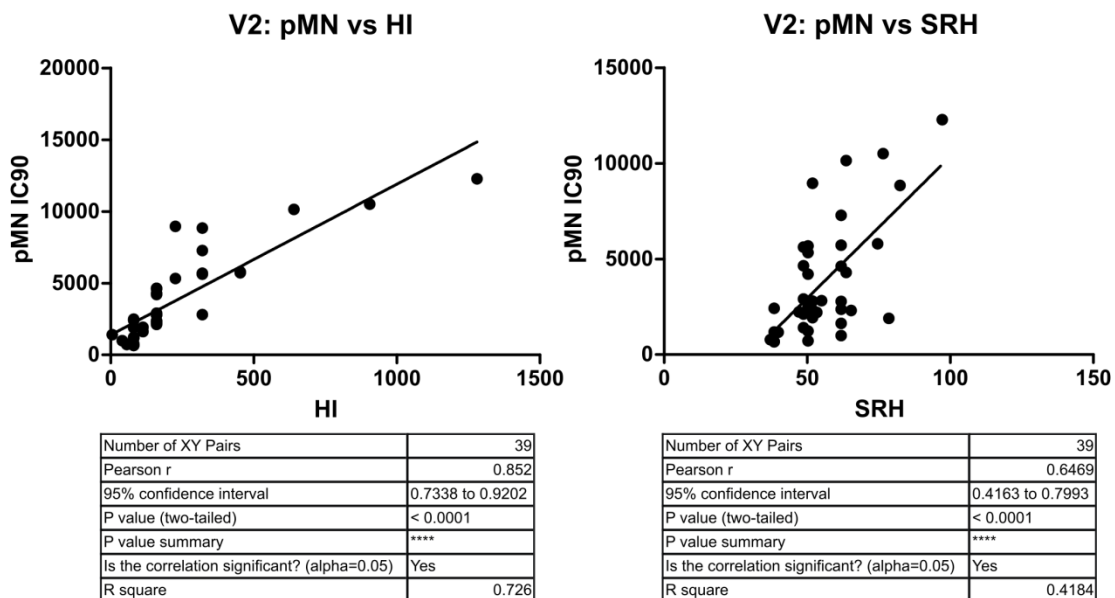 V2: pMN vs HI
20000
15000
10000
5000
0
pMN IC90
0 500 1000 1500
HI
Number of XY Pairs 39
Pearson r 0.852
95% confidence interval 0.7338 to 0.9202
P value (two-tailed) < 0.0001
P value summary ****
Is the correlation significant? (alpha=0.05) Yes
R square 0.726
V2: pMN vs SRH
15000
10000
5000
0
pMN IC90
0 50 100 150
SRH
Number of XY Pairs 39
Pearson r 0.6469
95% confidence interval 0.4163 to 0.7993
P value (two-tailed) < 0.0001
P value summary ****
Is the correlation significant? (alpha=0.05) Yes
R square 0.4184